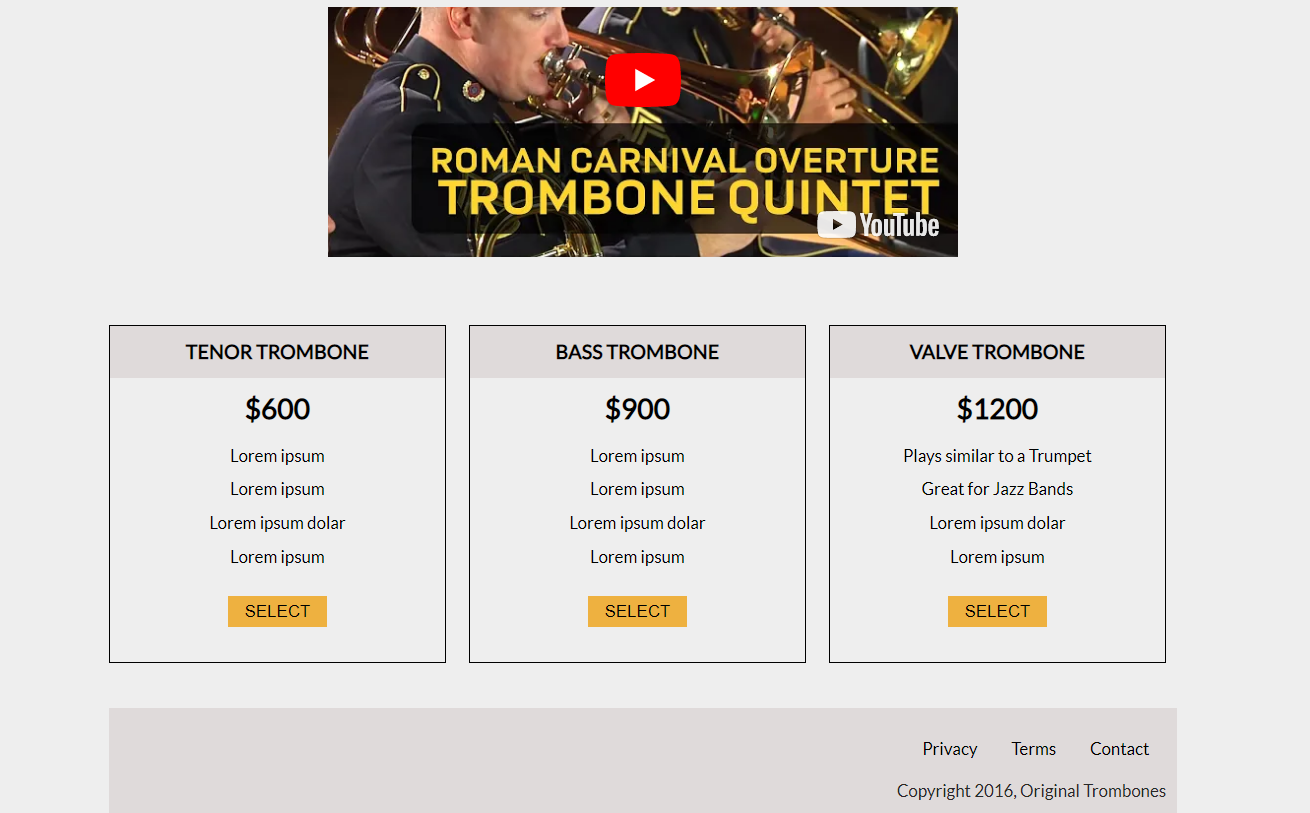 ROMAN CARNIVAL OVERTURE
TROMBONE QUINTET
YouTube
TENOR TROMBONE
$600
Lorem ipsum
Lorem ipsum
Lorem ipsum dolar
Lorem ipsum
SELECT
BASS TROMBONE
$900
Lorem ipsum
Lorem ipsum
Lorem ipsum dolar
Lorem ipsum
SELECT
VALVE TROMBONE
$1200
Plays similar to a Trumpet
Great for Jazz Bands
Lorem ipsum dolar
Lorem ipsum
SELECT
Privacy Terms Contact
Copyright 2016, Original Trombones